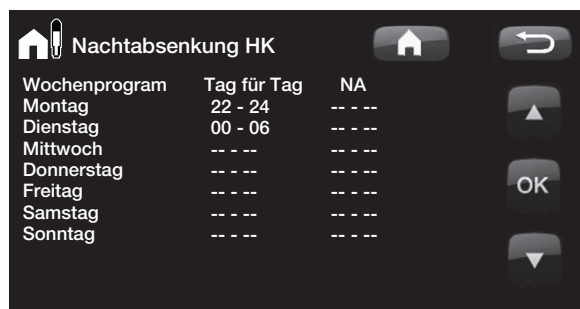 Nachtabsenkung HK
Wochenprogram Tag für Tag NA
Montag 22 - 24 -- - --
Dienstag 00 - 06 -- - --
Mittwoch -- - -- -- - --
Donnerstag -- - -- -- - --
Freitag -- - -- -- - --
Samstag -- - -- -- - --
Sonntag -- - -- -- - --
OK